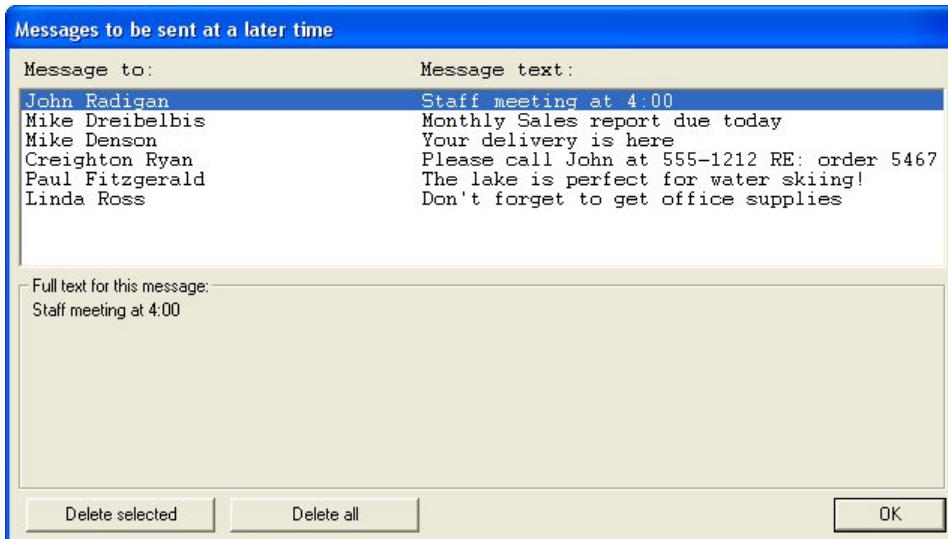 Messages to be sent at a later time
Message to: Message text:
John Radigan Staff meeting at 4:00
Mike Dreibelbis Monthly Sales report due today
Mike Denson Your delivery is here
Creighton Ryan Please call John at 555-1212 RE: order 5467
Paul Fitzgerald The lake is perfect for water skiing!
Linda Ross Don't forget to get office supplies
Full text for this message:
Staff meeting at 4:00
Delete selected Delete all OK